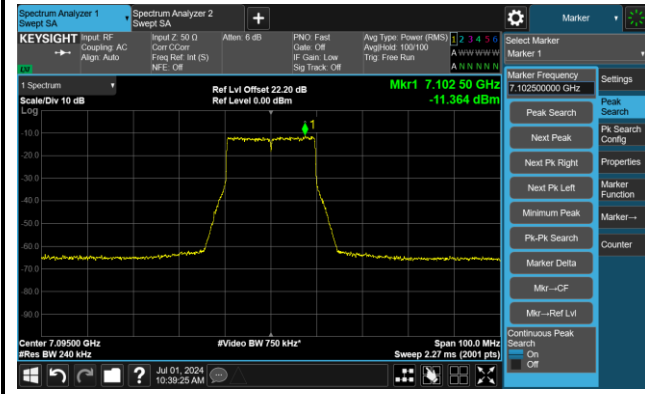 Spectrum Analyzer 1
Swept SA
Spectrum Analyzer 2
Swept SA
+
Marker
KEYSIGHT
Input: RF
Coupling: AC
Align: Auto
Input Z: 50 Ω
Corr CCorr
Freq Ref: Int (S)
NFE: Off
Atten: 6 dB
PNO: Fast
Gate: Off
IF Gain: Low
Sig Track: Off
Avg Type: Power (RMS)
Avg|Hold: 100/100
Trig: Free Run
1 2 3 4 5 6
A W W W W W
A N N N N N
Select Marker
Marker 1
1 Spectrum
Scale/Div 10 dB
Log
Ref Lvl Offset 22.20 dB
Ref Level 0.00 dBm
Mkr1 7.102 50 GHz
-11.364 dBm
1
-10.0
-20.0
-30.0
-40.0
-50.0
-60.0
-70.0
-80.0
-90.0
Center 7.09500 GHz
#Res BW 240 kHz
#Video BW 750 kHz*
Span 100.0 MHz
Sweep 2.27 ms (2001 pts)
Marker Frequency
7.102500000 GHz
Peak Search
Next Peak
Next Pk Right
Next Pk Left
Minimum Peak
Pk-Pk Search
Marker Delta
Mkr→CF
Mkr→Ref Lvl
Continuous Peak
Search
On
Off
Settings
Peak
Search
Pk Search
Config
Properties
Marker
Function
Marker→
Counter
?
Jul 01, 2024
10:39:25 AM